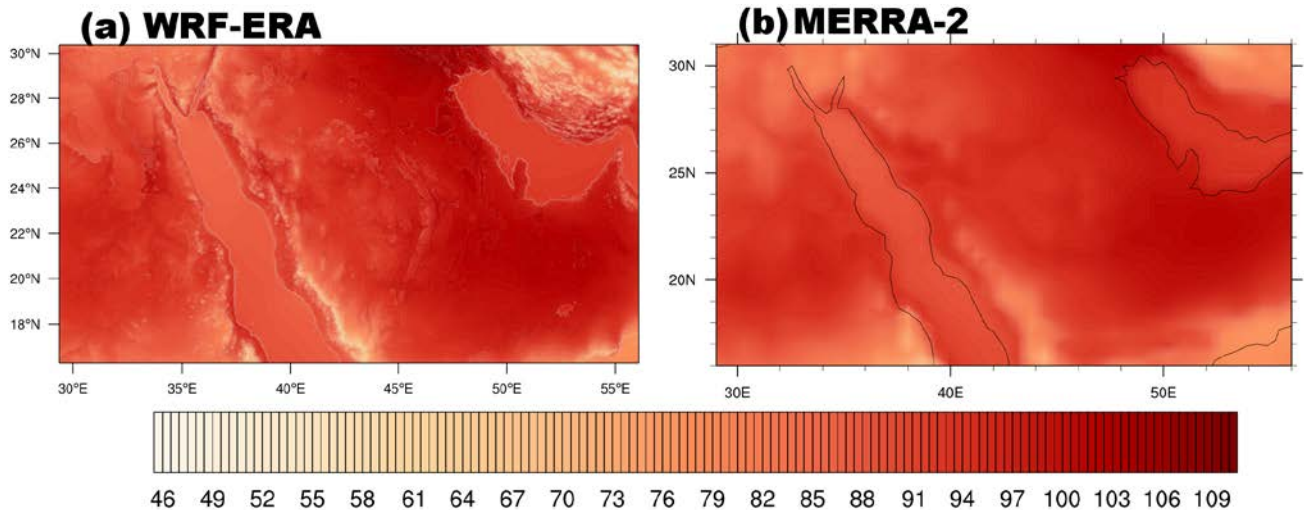 (a) WRF-ERA
(b) MERRA-2
30°N
28°N
26°N
24°N
22°N
20°N
18°N
30°E 35°E 40°E 45°E 50°E 55°E
30N
25N
20N
30E 40E 50E
46 49 52 55 58 61 64 67 70 73 76 79 82 85 88 91 94 97 100 103 106 109